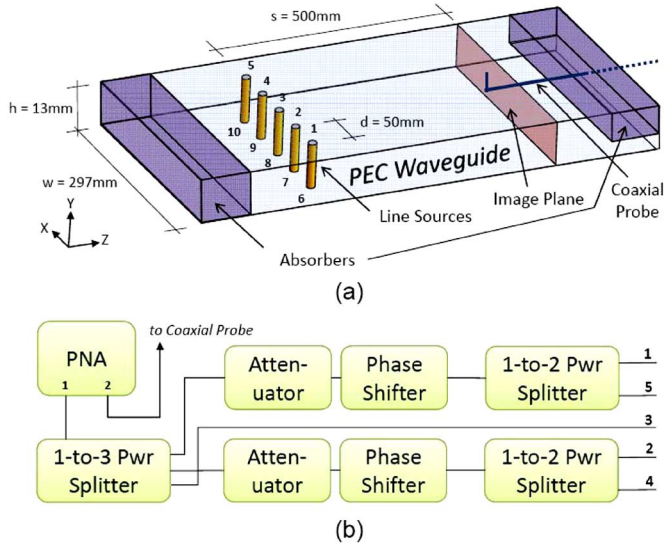 s = 500mm
5
4
3
2
1
h = 13mm
d = 50mm
10
9
8
7
6
w = 297mm
PEC Waveguide
Coaxial
Probe
Image Plane
Line Sources
Y
X
Z
Absorbers
(a)
to Coaxial Probe
PNA
1 2
Atten-
uator
Phase
Shifter
1-to-2 Pwr
Splitter
1
5
3
1-to-3 Pwr
Splitter
Atten-
uator
Phase
Shifter
1-to-2 Pwr
Splitter
2
4
(b)